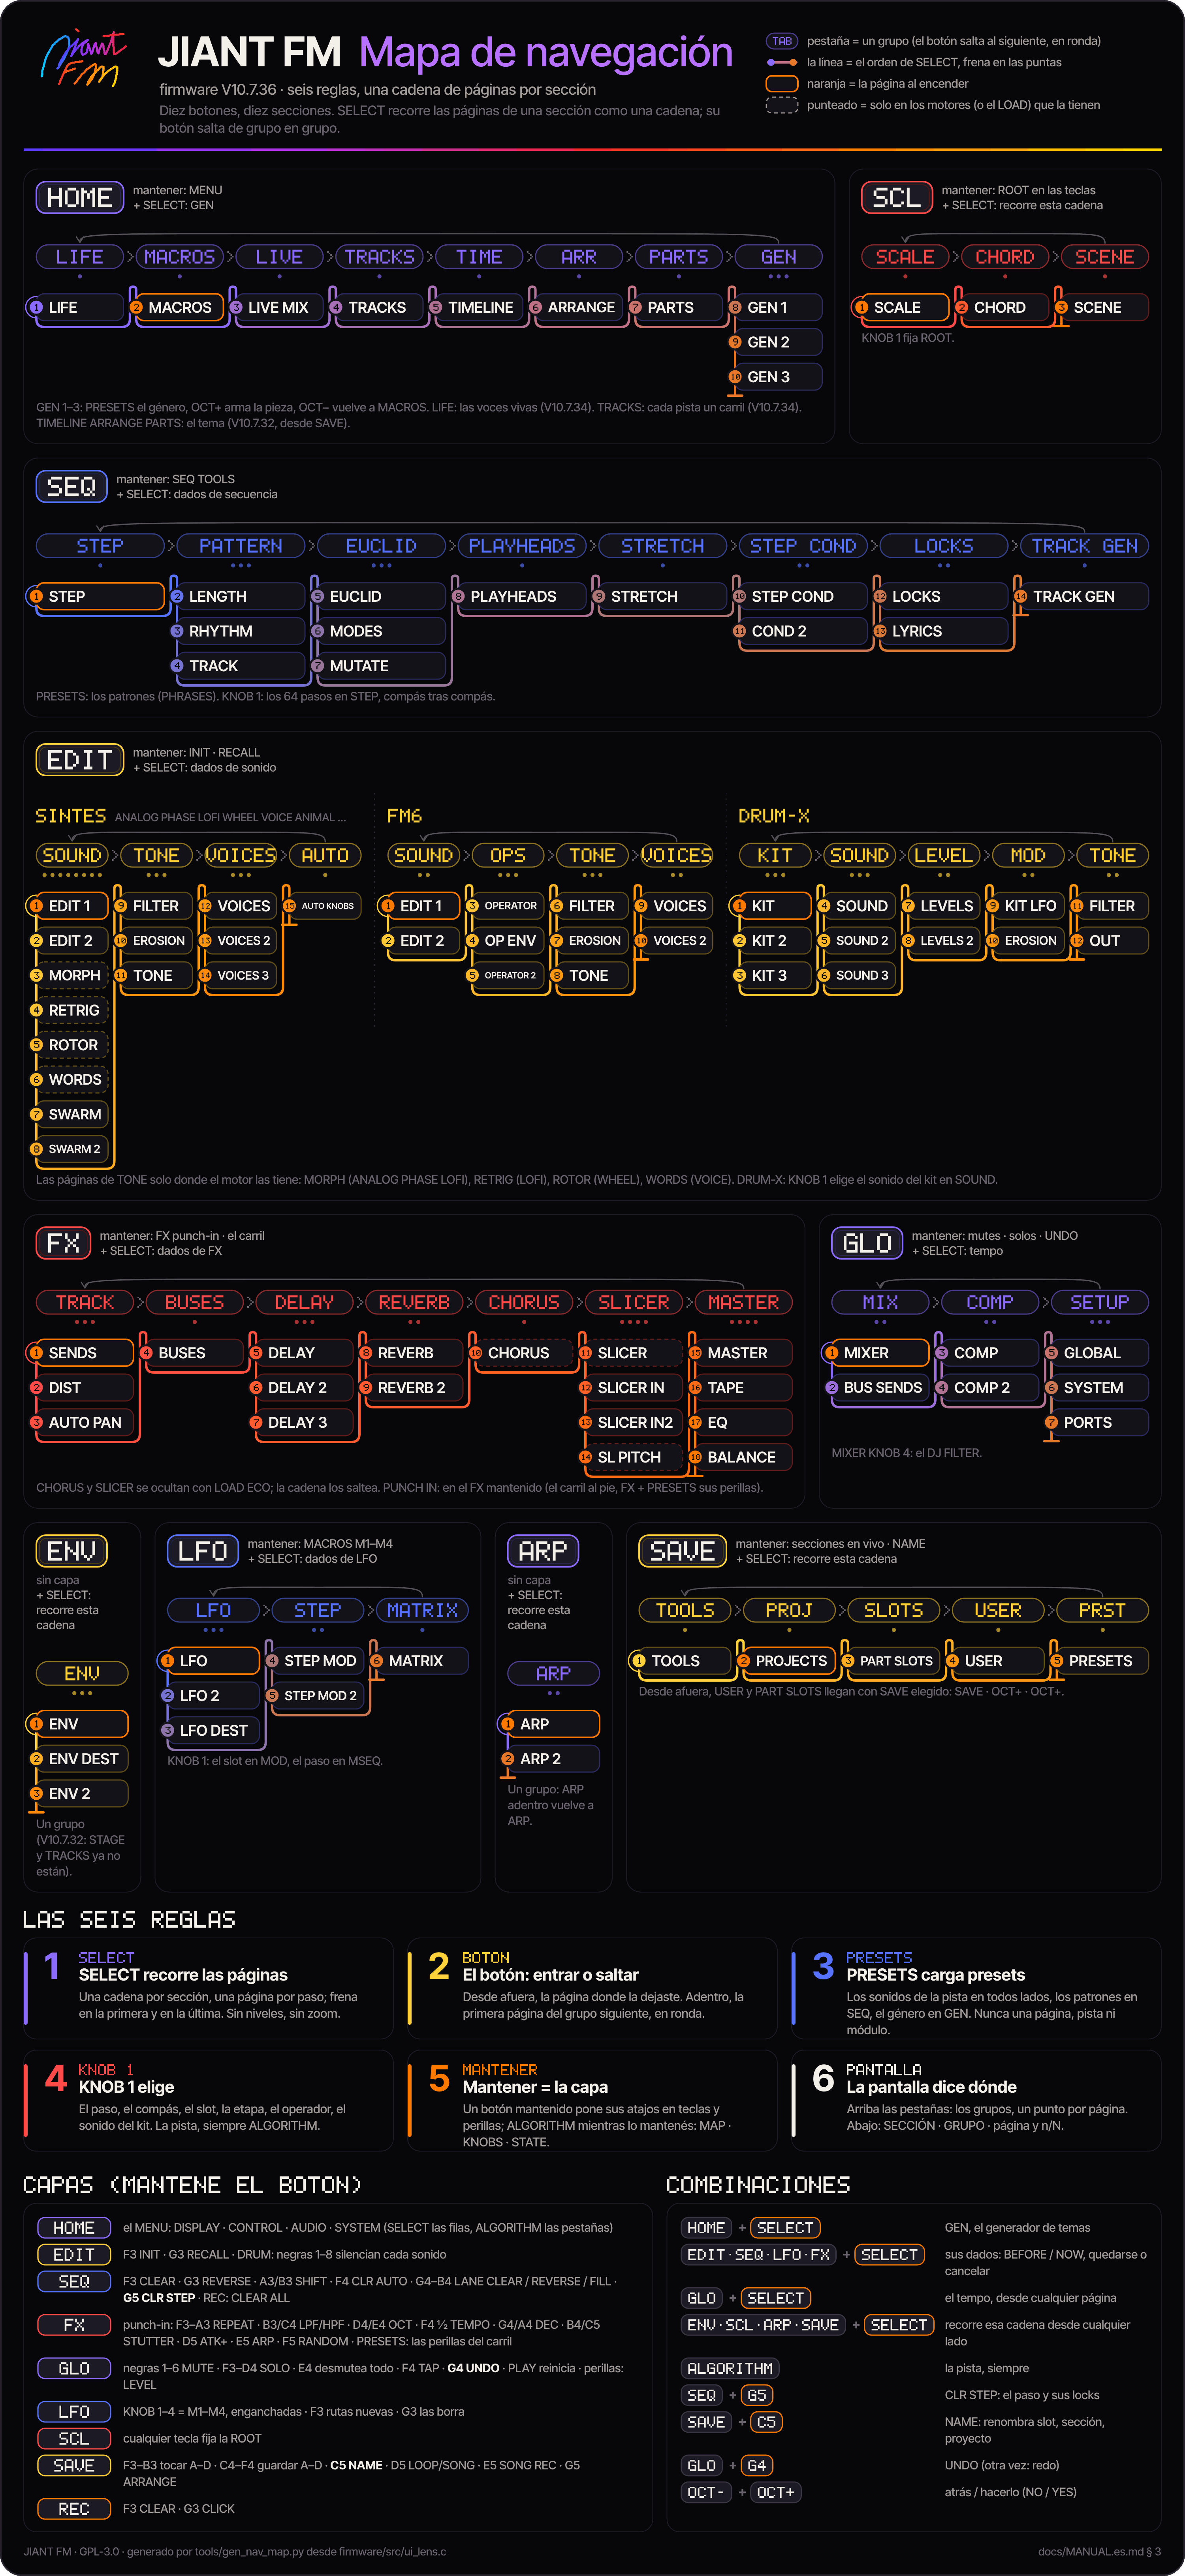 jiant
Fm
JIANT FM Mapa de navegación
firmware V10.7.36 · seis reglas, una cadena de páginas por sección
Diez botones, diez secciones. SELECT recorre las páginas de una sección como una cadena; su
botón salta de grupo en grupo.
TAB pestaña = un grupo (el botón salta al siguiente, en ronda)
la línea = el orden de SELECT, frena en las puntas
naranja = la página al encender
punteado = solo en los motores (o el LOAD) que la tienen
HOME
mantener: MENU
+ SELECT: GEN
LIFE MACROS LIVE TRACKS TIME ARR PARTS GEN
1 LIFE 2 MACROS 3 LIVE MIX 4 TRACKS 5 TIMELINE 6 ARRANGE 7 PARTS 8 GEN 1
9 GEN 2
10 GEN 3
GEN 1–3: PRESETS el género, OCT+ arma la pieza, OCT− vuelve a MACROS. LIFE: las voces vivas (V10.7.34). TRACKS: cada pista un carril (V10.7.34).
TIMELINE ARRANGE PARTS: el tema (V10.7.32, desde SAVE).
SCL
mantener: ROOT en las teclas
+ SELECT: recorre esta cadena
SCALE CHORD SCENE
1 SCALE 2 CHORD 3 SCENE
KNOB 1 fija ROOT.
SEQ
mantener: SEQ TOOLS
+ SELECT: dados de secuencia
STEP PATTERN EUCLID PLAYHEADS STRETCH STEP COND LOCKS TRACK GEN
1 STEP 2 LENGTH 5 EUCLID 8 PLAYHEADS 9 STRETCH 10 STEP COND 12 LOCKS 14 TRACK GEN
3 RHYTHM 6 MODES 11 COND 2 13 LYRICS
4 TRACK 7 MUTATE
PRESETS: los patrones (PHRASES). KNOB 1: los 64 pasos en STEP, compás tras compás.
EDIT
mantener: INIT · RECALL
+ SELECT: dados de sonido
SINTES ANALOG PHASE LOFI WHEEL VOICE ANIMAL ...
SOUND TONE VOICES AUTO
1 EDIT 1 9 FILTER 12 VOICES 15 AUTO KNOBS
2 EDIT 2 10 EROSION 13 VOICES 2
3 MORPH 11 TONE 14 VOICES 3
4 RETRIG
5 ROTOR
6 WORDS
7 SWARM
8 SWARM 2
FM6
SOUND OPS TONE VOICES
1 EDIT 1 3 OPERATOR 6 FILTER 9 VOICES
2 EDIT 2 4 OP ENV 7 EROSION 10 VOICES 2
5 OPERATOR 2 8 TONE
DRUM-X
KIT SOUND LEVEL MOD TONE
1 KIT 4 SOUND 7 LEVELS 9 KIT LFO 11 FILTER
2 KIT 2 5 SOUND 2 8 LEVELS 2 10 EROSION 12 OUT
3 KIT 3 6 SOUND 3
Las páginas de TONE solo donde el motor las tiene: MORPH (ANALOG PHASE LOFI), RETRIG (LOFI), ROTOR (WHEEL), WORDS (VOICE). DRUM-X: KNOB 1 elige el sonido del kit en SOUND.
FX
mantener: FX punch-in · el carril
+ SELECT: dados de FX
TRACK BUSES DELAY REVERB CHORUS SLICER MASTER
1 SENDS 4 BUSES 5 DELAY 8 REVERB 10 CHORUS 11 SLICER 15 MASTER
2 DIST 6 DELAY 2 9 REVERB 2 12 SLICER IN 16 TAPE
3 AUTO PAN 7 DELAY 3 13 SLICER IN2 17 EQ
14 SL PITCH 18 BALANCE
CHORUS y SLICER se ocultan con LOAD ECO; la cadena los saltea. PUNCH IN: en el FX mantenido (el carril al pie, FX + PRESETS sus perillas).
GLO
mantener: mutes · solos · UNDO
+ SELECT: tempo
MIX COMP SETUP
1 MIXER 3 COMP 5 GLOBAL
2 BUS SENDS 4 COMP 2 6 SYSTEM
7 PORTS
MIXER KNOB 4: el DJ FILTER.
ENV
sin capa
+ SELECT:
recorre esta
cadena
ENV
1 ENV
2 ENV DEST
3 ENV 2
Un grupo
(V10.7.32: STAGE
y TRACKS ya no
están).
LFO
mantener: MACROS M1–M4
+ SELECT: dados de LFO
LFO STEP MATRIX
1 LFO 4 STEP MOD 6 MATRIX
2 LFO 2 5 STEP MOD 2
3 LFO DEST
KNOB 1: el slot en MOD, el paso en MSEQ.
ARP
sin capa
+ SELECT:
recorre esta
cadena
ARP
1 ARP
2 ARP 2
Un grupo: ARP
adentro vuelve a
ARP.
SAVE
mantener: secciones en vivo · NAME
+ SELECT: recorre esta cadena
TOOLS PROJ SLOTS USER PRST
1 TOOLS 2 PROJECTS 3 PART SLOTS 4 USER 5 PRESETS
Desde afuera, USER y PART SLOTS llegan con SAVE elegido: SAVE · OCT+ · OCT+.
LAS SEIS REGLAS
1 SELECT
SELECT recorre las páginas
Una cadena por sección, una página por paso; frena
en la primera y en la última. Sin niveles, sin zoom.
2 BOTON
El botón: entrar o saltar
Desde afuera, la página donde la dejaste. Adentro, la
primera página del grupo siguiente, en ronda.
3 PRESETS
PRESETS carga presets
Los sonidos de la pista en todos lados, los patrones en
SEQ, el género en GEN. Nunca una página, pista ni
módulo.
4 KNOB 1
KNOB 1 elige
El paso, el compás, el slot, la etapa, el operador, el
sonido del kit. La pista, siempre ALGORITHM.
5 MANTENER
Mantener = la capa
Un botón mantenido pone sus atajos en teclas y
perillas; ALGORITHM mientras lo mantenés: MAP ·
KNOBS · STATE.
6 PANTALLA
La pantalla dice dónde
Arriba las pestañas: los grupos, un punto por página.
Abajo: SECCIÓN · GRUPO · página y n/N.
CAPAS (MANTENE EL BOTON)
HOME el MENU: DISPLAY · CONTROL · AUDIO · SYSTEM (SELECT las filas, ALGORITHM las pestañas)
EDIT F3 INIT · G3 RECALL · DRUM: negras 1–8 silencian cada sonido
SEQ F3 CLEAR · G3 REVERSE · A3/B3 SHIFT · F4 CLR AUTO · G4–B4 LANE CLEAR / REVERSE / FILL ·
G5 CLR STEP · REC: CLEAR ALL
FX punch-in: F3–A3 REPEAT · B3/C4 LPF/HPF · D4/E4 OCT · F4 ½ TEMPO · G4/A4 DEC · B4/C5
STUTTER · D5 ATK+ · E5 ARP · F5 RANDOM · PRESETS: las perillas del carril
GLO negras 1–6 MUTE · F3–D4 SOLO · E4 desmutea todo · F4 TAP · G4 UNDO · PLAY reinicia · perillas:
LEVEL
LFO KNOB 1–4 = M1–M4, enganchadas · F3 rutas nuevas · G3 las borra
SCL cualquier tecla fija la ROOT
SAVE F3–B3 tocar A–D · C4–F4 guardar A–D · C5 NAME · D5 LOOP/SONG · E5 SONG REC · G5
ARRANGE
REC F3 CLEAR · G3 CLICK
COMBINACIONES
HOME + SELECT GEN, el generador de temas
EDIT·SEQ·LFO·FX + SELECT sus dados: BEFORE / NOW, quedarse o
cancelar
GLO + SELECT el tempo, desde cualquier página
ENV·SCL·ARP·SAVE + SELECT recorre esa cadena desde cualquier
lado
ALGORITHM la pista, siempre
SEQ + G5 CLR STEP: el paso y sus locks
SAVE + C5 NAME: renombra slot, sección,
proyecto
GLO + G4 UNDO (otra vez: redo)
OCT- + OCT+ atrás / hacerlo (NO / YES)
JIANT FM · GPL-3.0 · generado por tools/gen_nav_map.py desde firmware/src/ui_lens.c
docs/MANUAL.es.md § 3